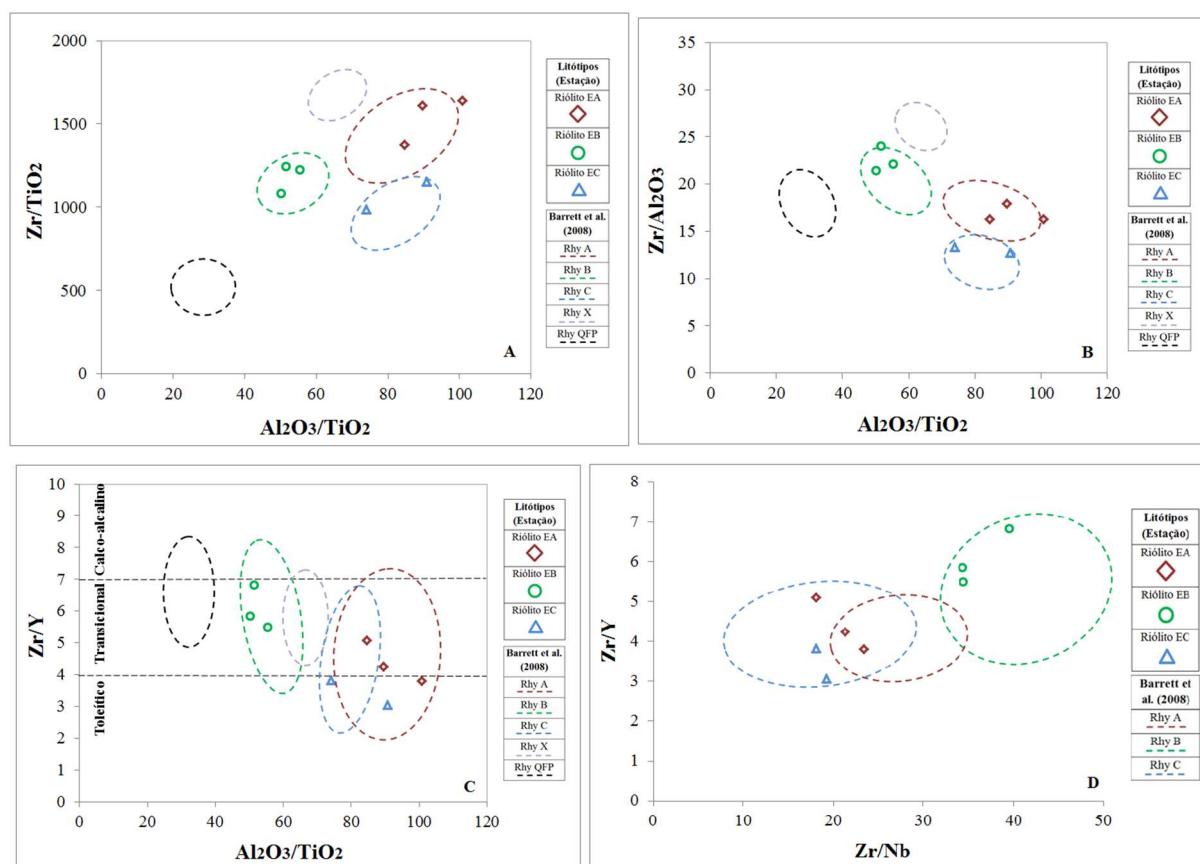 2000
1500
1000
500
0
0 20 40 60 80 100 120
Zr/TiO2
Al2O3/TiO2
A
Litótipos
(Estação)
Riólito EA
Riólito EB
Riólito EC
Barrett et al.
(2008)
Rhy A
Rhy B
Rhy C
Rhy X
Rhy QFP
35
30
25
20
15
10
5
0
0 20 40 60 80 100 120
Zr/Al2O3
Al2O3/TiO2
B
Litótipos
(Estação)
Riólito EA
Riólito EB
Riólito EC
Barrett et al.
(2008)
Rhy A
Rhy B
Rhy C
Rhy X
Rhy QFP
10
9
8
7
6
5
4
3
2
1
0
0 20 40 60 80 100 120
Zr/Y
Calco-alcalino
Transicional
Toleítico
Al2O3/TiO2
C
Litótipos
(Estação)
Riólito EA
Riólito EB
Riólito EC
Barrett et al.
(2008)
Rhy A
Rhy B
Rhy C
Rhy X
Rhy QFP
8
7
6
5
4
3
2
1
0
0 10 20 30 40 50
Zr/Y
Zr/Nb
D
Litótipos
(Estação)
Riólito EA
Riólito EB
Riólito EC
Barrett et
al. (2008)
Rhy A
Rhy B
Rhy C